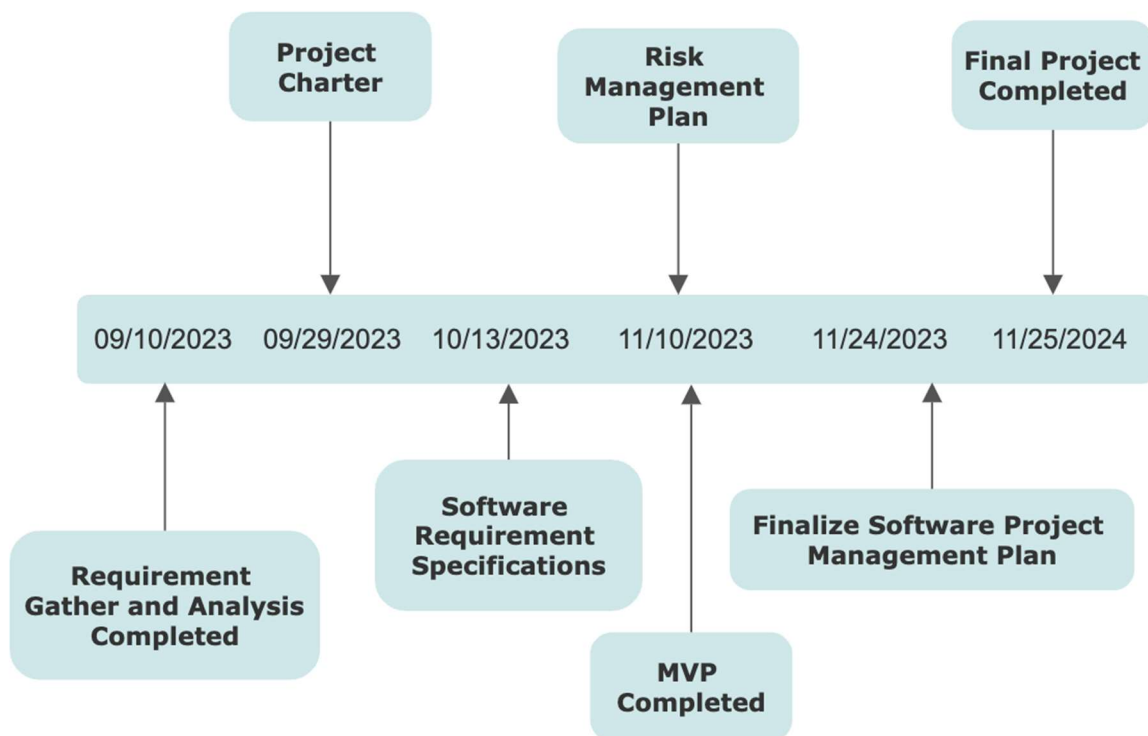 Project
Charter
Risk
Management
Plan
Final Project
Completed
09/10/2023 09/29/2023 10/13/2023 11/10/2023 11/24/2023 11/25/2024
Software
Requirement
Specifications
Finalize Software Project
Management Plan
Requirement
Gather and Analysis
Completed
MVP
Completed